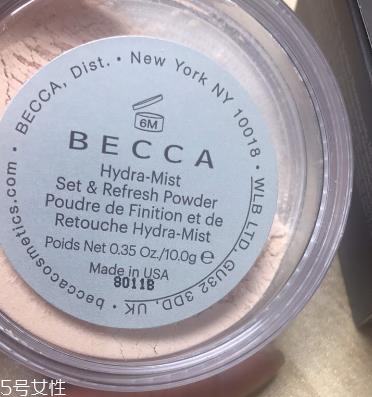 BECCA, Dist. • New York NY 10018 • WLB LTD, GU32 3DD, UK • beccacosmetics.com •
6M
BECCA
Hydra-Mist
Set & Refresh Powder
Poudre de Finition et de
Retouche Hydra-Mist
Poids Net 0.35 Oz./10.0g ℮
Made in USA
8011B
5号女性